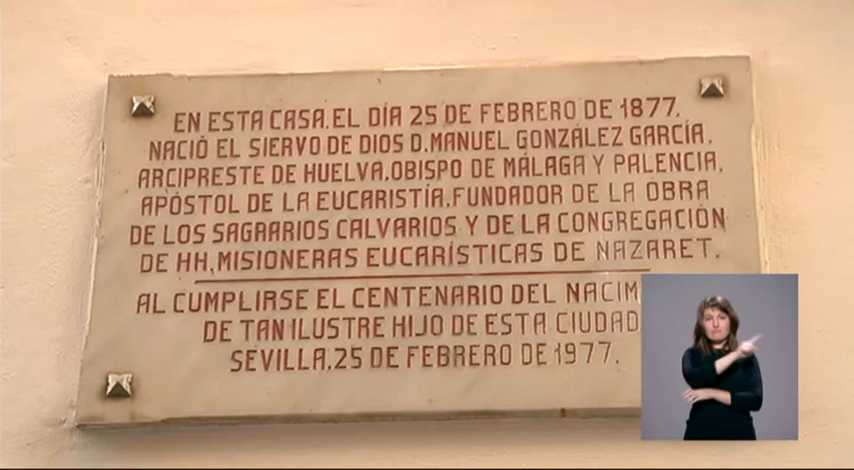 EN ESTA CASA.EL DÍA 25 DE FEBRERO DE 1877.
NACIÓ EL SIERVO DE DIOS D.MANUEL GONZÁLEZ GARCÍA.
ARCIPRESTE DE HUELVA.OBISPO DE MÁLAGA Y PALENCIA,
APÓSTOL DE LA EUCARISTÍA.FUNDADOR DE LA OBRA
DE LOS SAGRARIOS CALVARIOS Y DE LA CONGREGACIÓN
DE HH.MISIONERAS EUCARÍSTICAS DE NAZARET.
AL CUMPLIRSE EL CENTENARIO DEL
DE TAN ILUSTRE HIJO DE ESTA CIUDAD
SEVILLA.25 DE FEBRERO DE 1977.